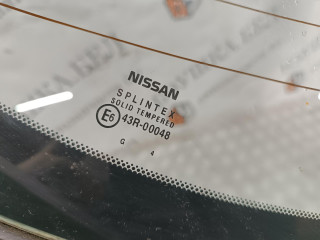 NISSAN
SPLINTEX
SOLID TEMPERED
E6 43R-00048
G 4